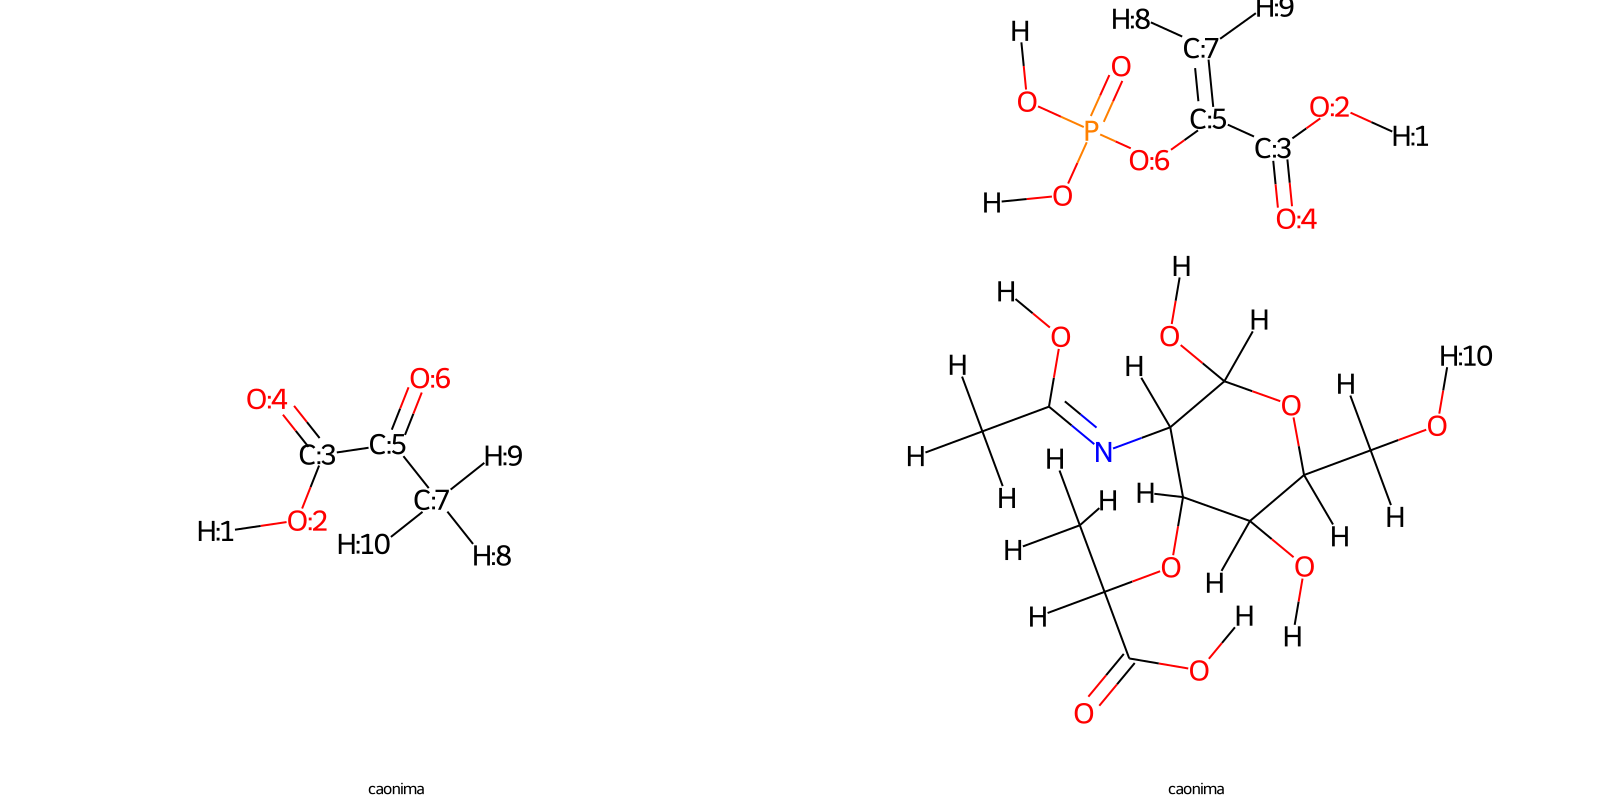 H:8 H:9
H C:7
O
O O:2
P C:5 H:1
O:6 C:3
H O
O:4
H
H
O O H
H H H:10
H
O:4 O:6 O O
C:3 C:5 H:9 H N H
C:7 H H H
O:2 H
H:1 H:10 H H
H:8 O H O
H
H H
O O
O
caonima caonima